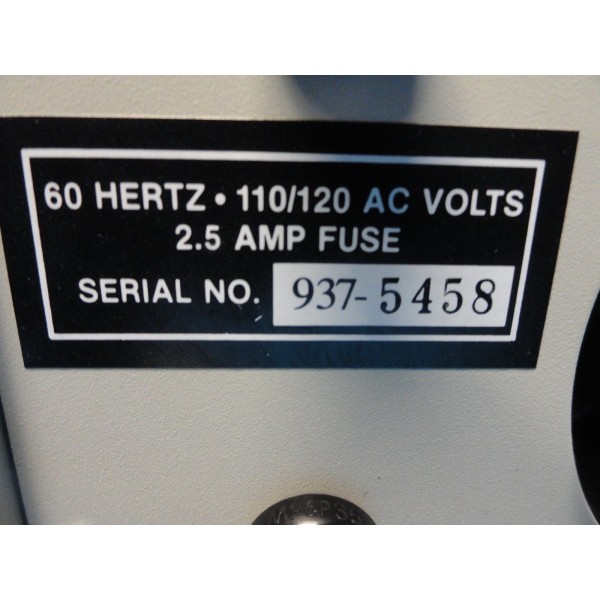 60 HERTZ • 110/120 AC VOLTS
2.5 AMP FUSE
SERIAL NO. 937-5458